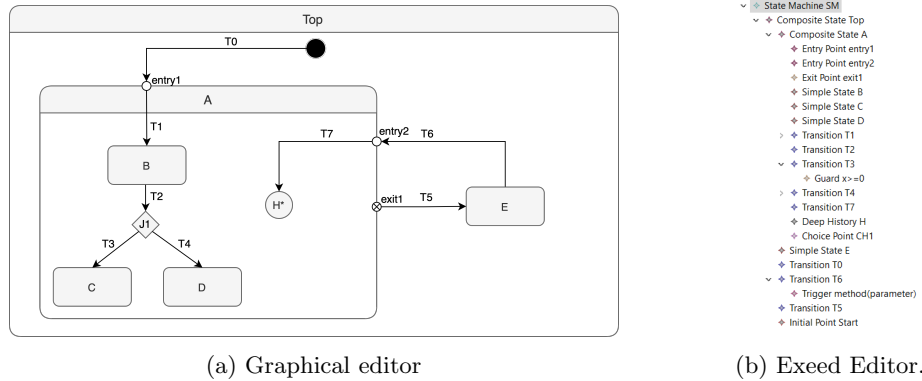 Top
T0
entry1
A
T1
T7
entry2
T6
B
T2
H*
exit1
T5
E
J1
T3
T4
C
D
(a) Graphical editor
State Machine SM
Composite State Top
Composite State A
Entry Point entry1
Entry Point entry2
Exit Point exit1
Simple State B
Simple State C
Simple State D
Transition T1
Transition T2
Transition T3
Guard x>=0
Transition T4
Transition T7
Deep History H
Choice Point CH1
Simple State E
Transition T0
Transition T6
Trigger method(parameter)
Transition T5
Initial Point Start
(b) Exeed Editor.